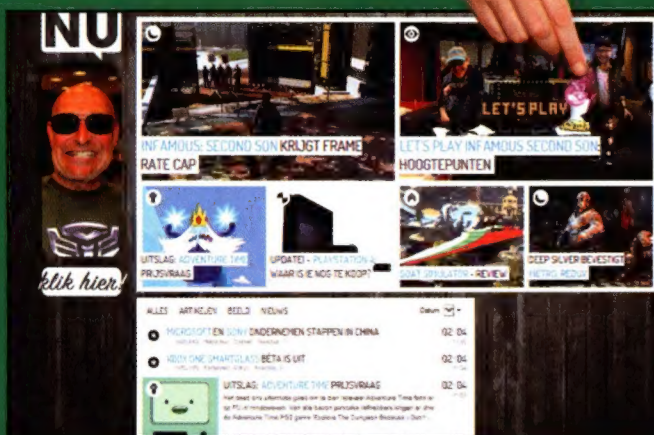 NU
klik hier!
INFAMOUS: SECOND SON KRIJGT FRAME
RATE CAP
LET'S PLAY
LET'S PLAY INFAMOUS SECOND SON:
HOOGTEPUNTEN
UITSLAG: ADVENTURE TIME
PRIJSVRAAG
UPDATE! - PLAYSTATION 4:
WAAR IS IE NOG TE KOOP?
GOAT SIMULATOR - REVIEW
DEEP SILVER BEVESTIGT
METRO: REDUX
ALLES ARTIKELEN BEELD NIEUWS Datum
MICROSOFT EN SONY ONDERNEMEN STAPPEN IN CHINA 02 04
XBOX ONE SMARTGLASS BÈTA IS UIT 02 04
UITSLAG: ADVENTURE TIME PRIJSVRAAG 02 04